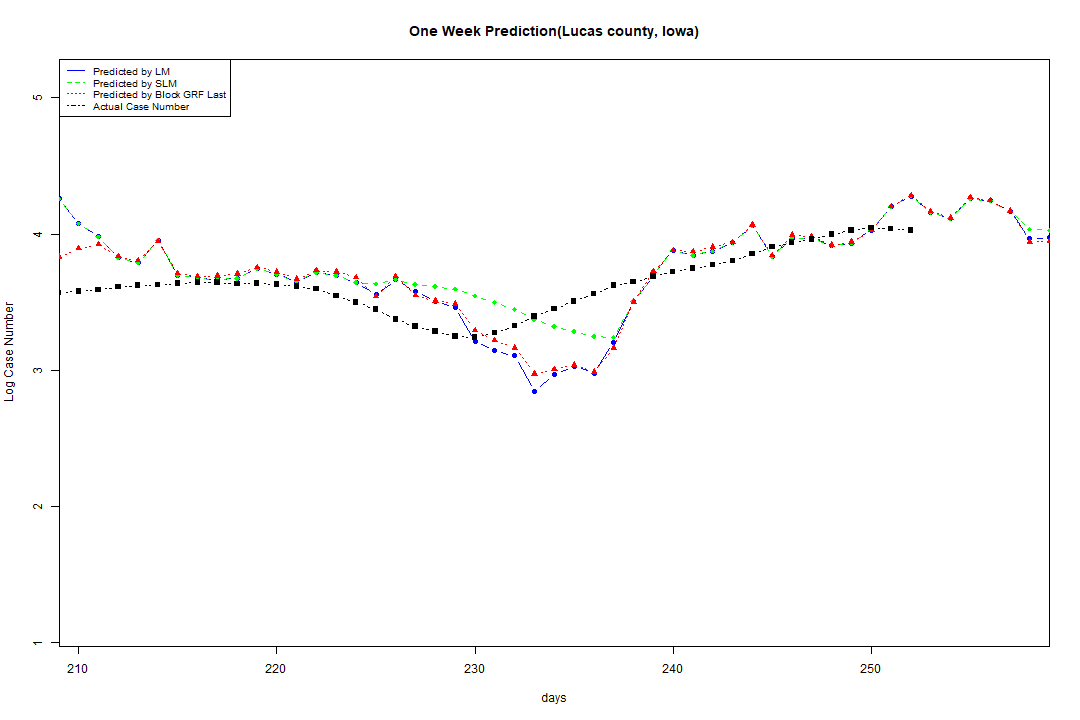 One Week Prediction(Lucas county, Iowa)
Predicted by LM
Predicted by SLM
Predicted by Block GRF Last
Actual Case Number
5
4
3
2
1
Log Case Number
210 220 230 240 250
days